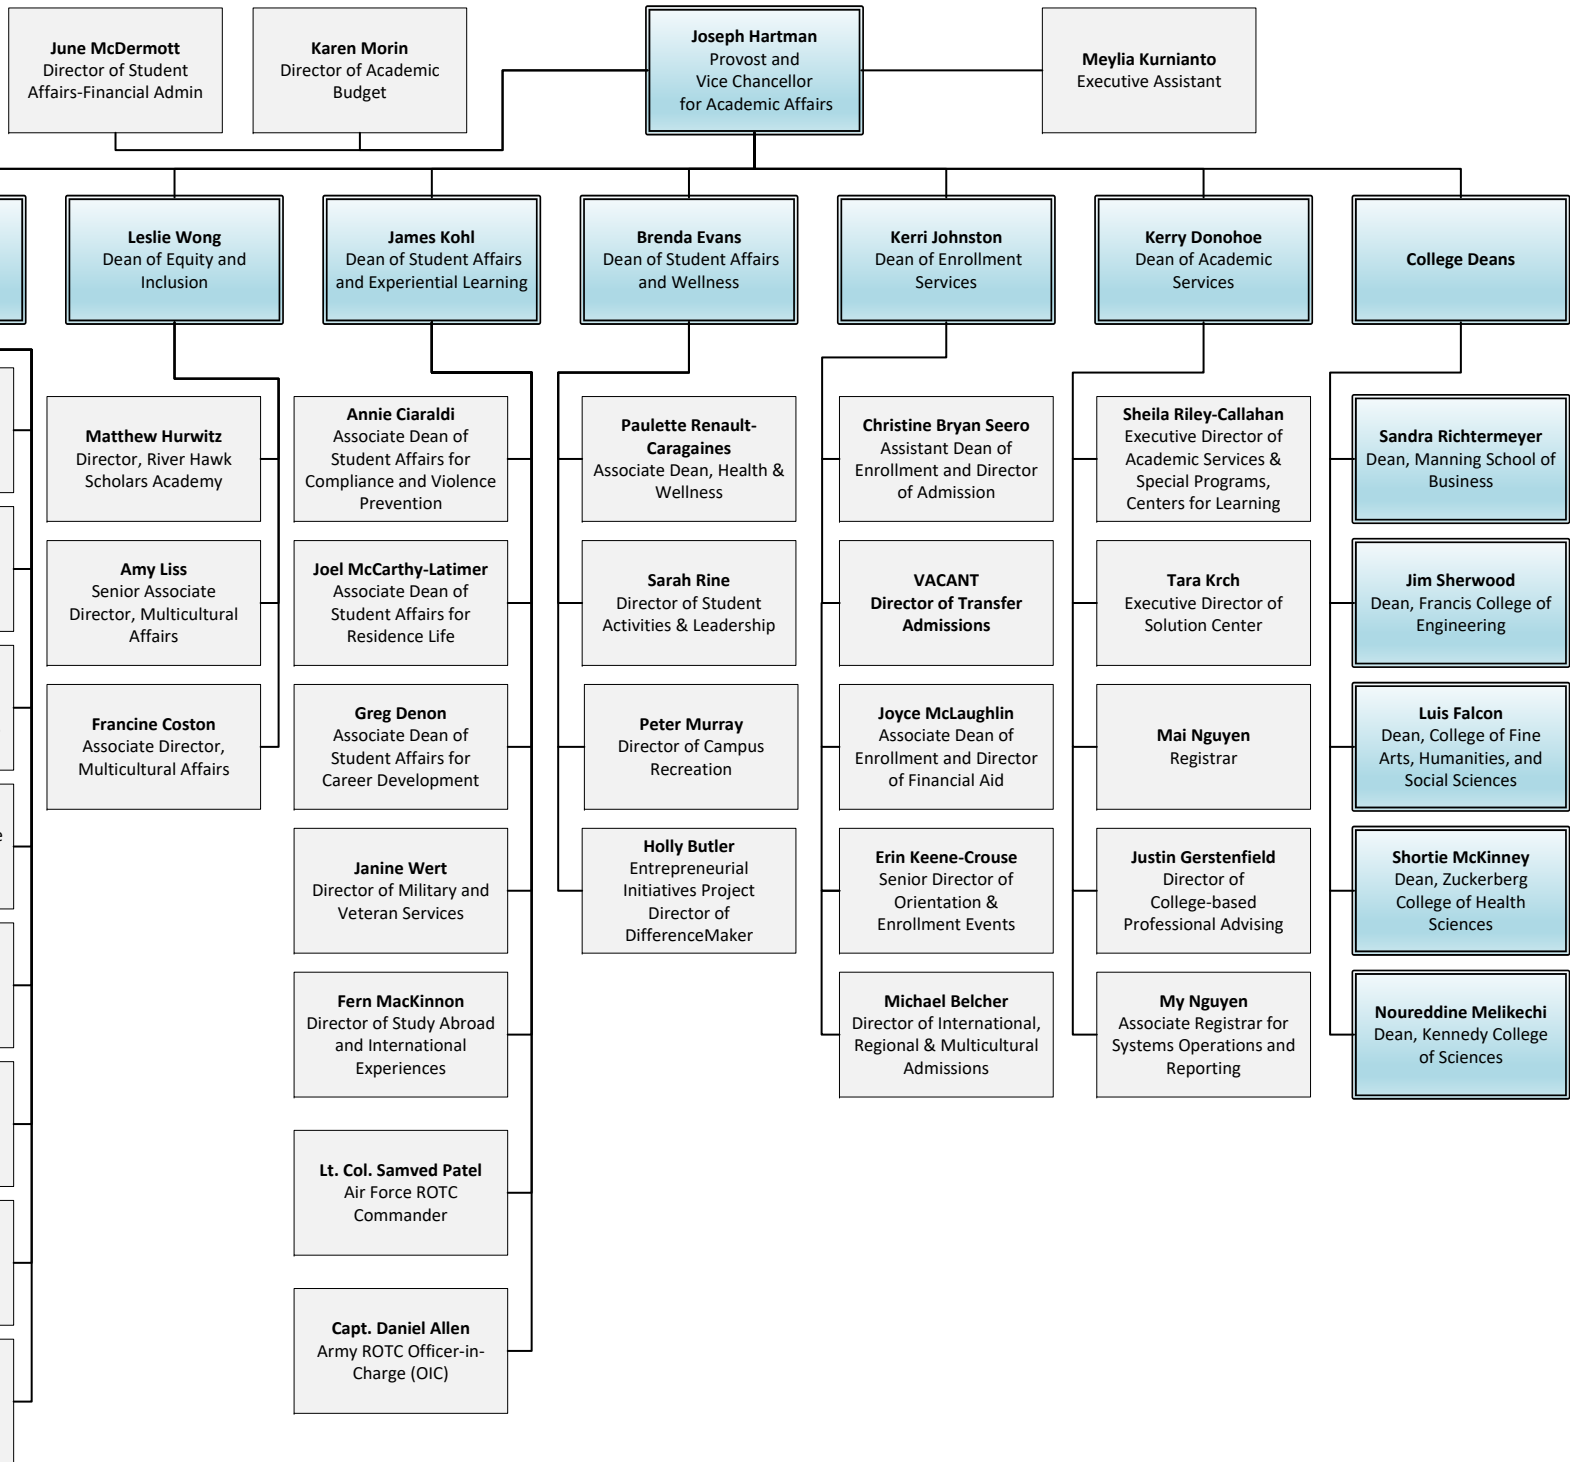 June McDermott
Director of Student
Affairs-Financial Admin
Karen Morin
Director of Academic
Budget
Joseph Hartman
Provost and
Vice Chancellor
for Academic Affairs
Meylia Kurnianto
Executive Assistant
Leslie Wong
Dean of Equity and
Inclusion
James Kohl
Dean of Student Affairs
and Experiential Learning
Brenda Evans
Dean of Student Affairs
and Wellness
Kerri Johnston
Dean of Enrollment
Services
Kerry Donohoe
Dean of Academic
Services
College Deans
Matthew Hurwitz
Director, River Hawk
Scholars Academy
Amy Liss
Senior Associate
Director, Multicultural
Affairs
Francine Coston
Associate Director,
Multicultural Affairs
Annie Ciaraldi
Associate Dean of
Student Affairs for
Compliance and Violence
Prevention
Joel McCarthy-Latimer
Associate Dean of
Student Affairs for
Residence Life
Greg Denon
Associate Dean of
Student Affairs for
Career Development
Janine Wert
Director of Military and
Veteran Services
Fern MacKinnon
Director of Study Abroad
and International
Experiences
Lt. Col. Samved Patel
Air Force ROTC
Commander
Capt. Daniel Allen
Army ROTC Officer-in-
Charge (OIC)
Paulette Renault-
Caragaines
Associate Dean, Health &
Wellness
Sarah Rine
Director of Student
Activities & Leadership
Peter Murray
Director of Campus
Recreation
Holly Butler
Entrepreneurial
Initiatives Project
Director of
DifferenceMaker
Christine Bryan Seero
Assistant Dean of
Enrollment and Director
of Admission
VACANT
Director of Transfer
Admissions
Joyce McLaughlin
Associate Dean of
Enrollment and Director
of Financial Aid
Erin Keene-Crouse
Senior Director of
Orientation &
Enrollment Events
Michael Belcher
Director of International,
Regional & Multicultural
Admissions
Sheila Riley-Callahan
Executive Director of
Academic Services &
Special Programs,
Centers for Learning
Tara Krch
Executive Director of
Solution Center
Mai Nguyen
Registrar
Justin Gerstenfield
Director of
College-based
Professional Advising
My Nguyen
Associate Registrar for
Systems Operations and
Reporting
Sandra Richtermeyer
Dean, Manning School of
Business
Jim Sherwood
Dean, Francis College of
Engineering
Luis Falcon
Dean, College of Fine
Arts, Humanities, and
Social Sciences
Shortie McKinney
Dean, Zuckerberg
College of Health
Sciences
Noureddine Melikechi
Dean, Kennedy College
of Sciences